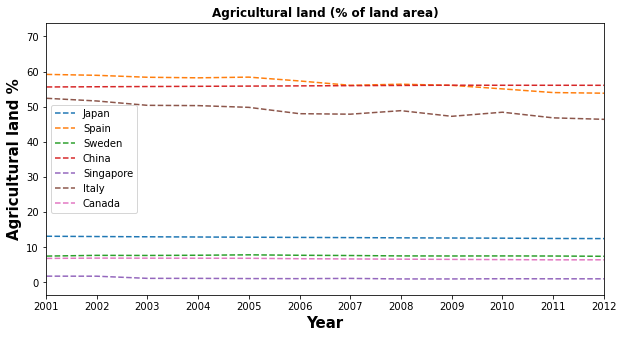 Agricultural land (% of land area)
Agricultural land %
70
60
50
40
30
20
10
0
Japan
Spain
Sweden
China
Singapore
Italy
Canada
2001 2002 2003 2004 2005 2006 2007 2008 2009 2010 2011 2012
Year